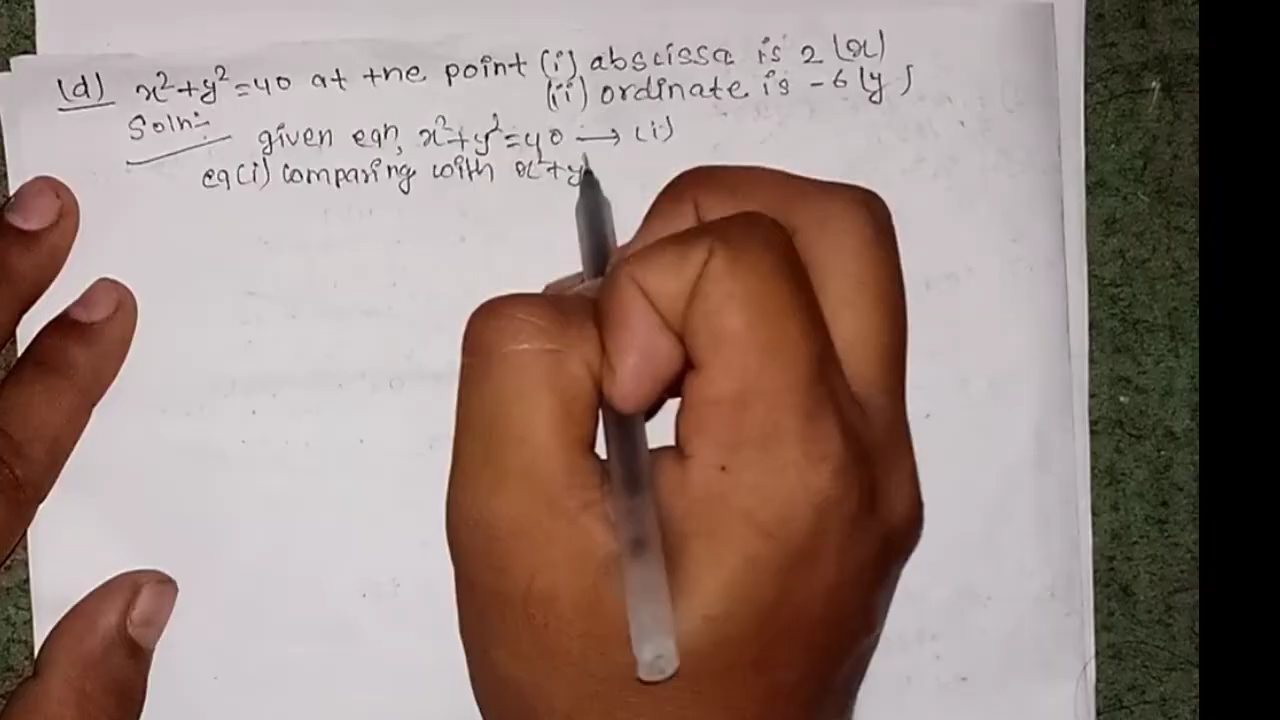 (d) x²+y²=40 at the point (i) abscissa is 2 (x)
(ii) ordinate is -6 (y)
Soln:-
given eqn, x²+y²=40 → (i)
eq(i) comparing with x²+y